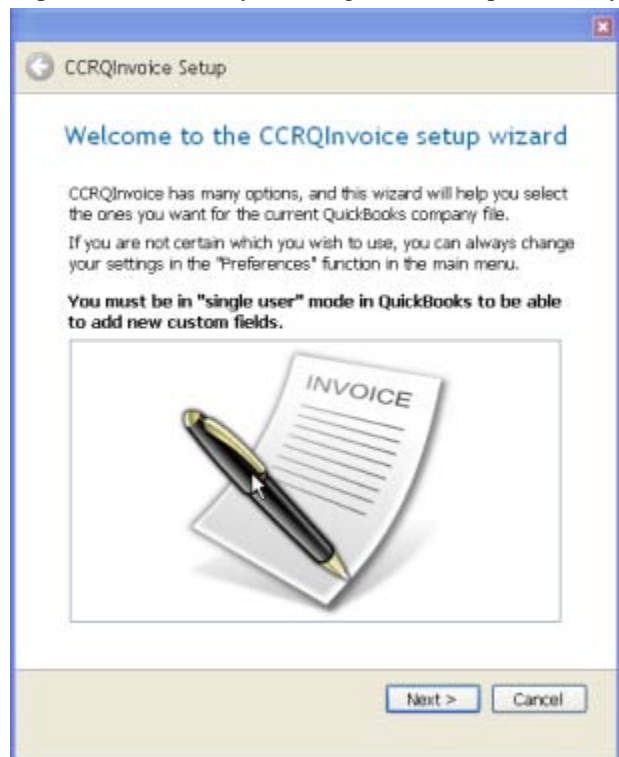 CCRQInvoice Setup
Welcome to the CCRQInvoice setup wizard
CCRQInvoice has many options, and this wizard will help you select
the ones you want for the current QuickBooks company file.
If you are not certain which you wish to use, you can always change
your settings in the "Preferences" function in the main menu.
You must be in "single user" mode in QuickBooks to be able
to add new custom fields.
INVOICE
Next >
Cancel